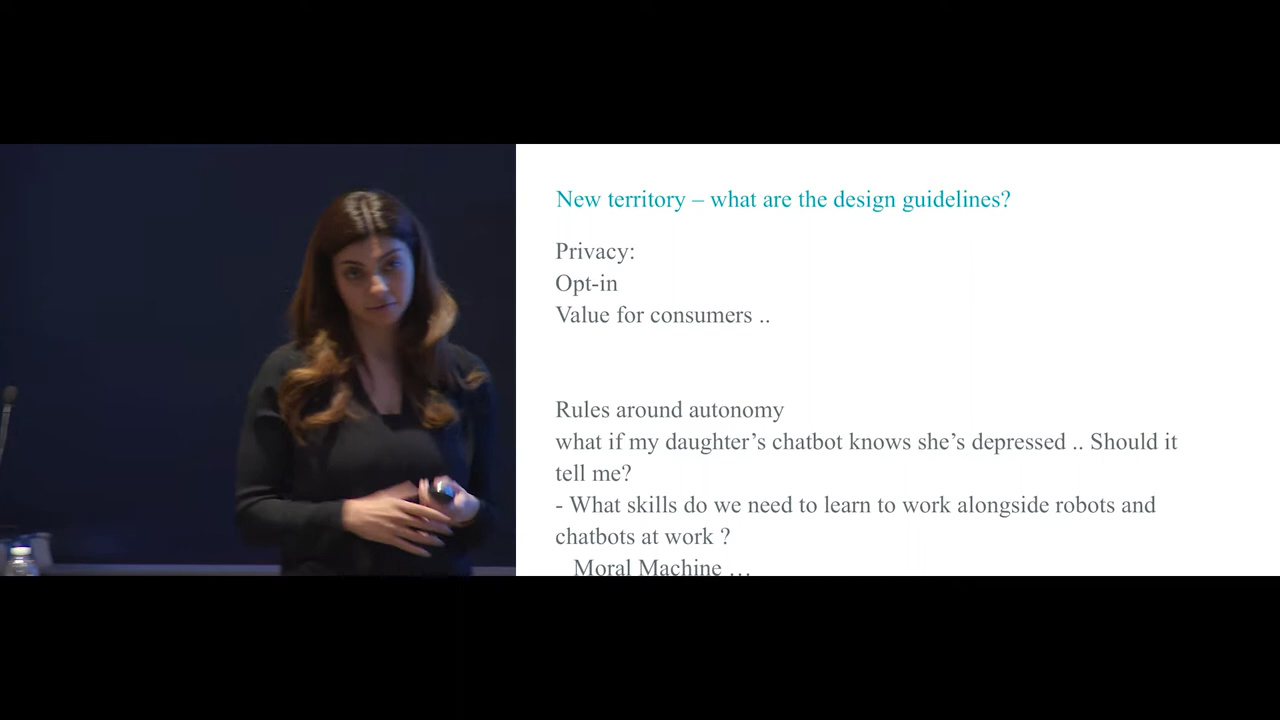 New territory – what are the design guidelines?
Privacy:
Opt-in
Value for consumers ..
Rules around autonomy
what if my daughter’s chatbot knows she’s depressed .. Should it
tell me?
- What skills do we need to learn to work alongside robots and
chatbots at work ?
Moral Machine …